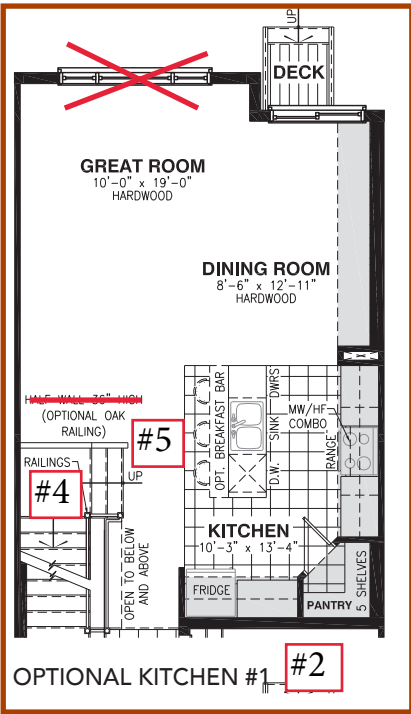 UP
DECK
GREAT ROOM
10'-0" x 19'-0"
HARDWOOD
DINING ROOM
8'-6" x 12'-11"
HARDWOOD
HALF WALL 36" HIGH
(OPTIONAL OAK
RAILING)
#5
OPT. BREAKFAST BAR
D.W. SINK DWRS
MW/HF
COMBO
RANGE
RAILINGS
#4
UP
OPEN TO BELOW
AND ABOVE
KITCHEN
10'-3" x 13'-4"
FRIDGE
PANTRY
5 SHELVES
OPTIONAL KITCHEN #1
#2